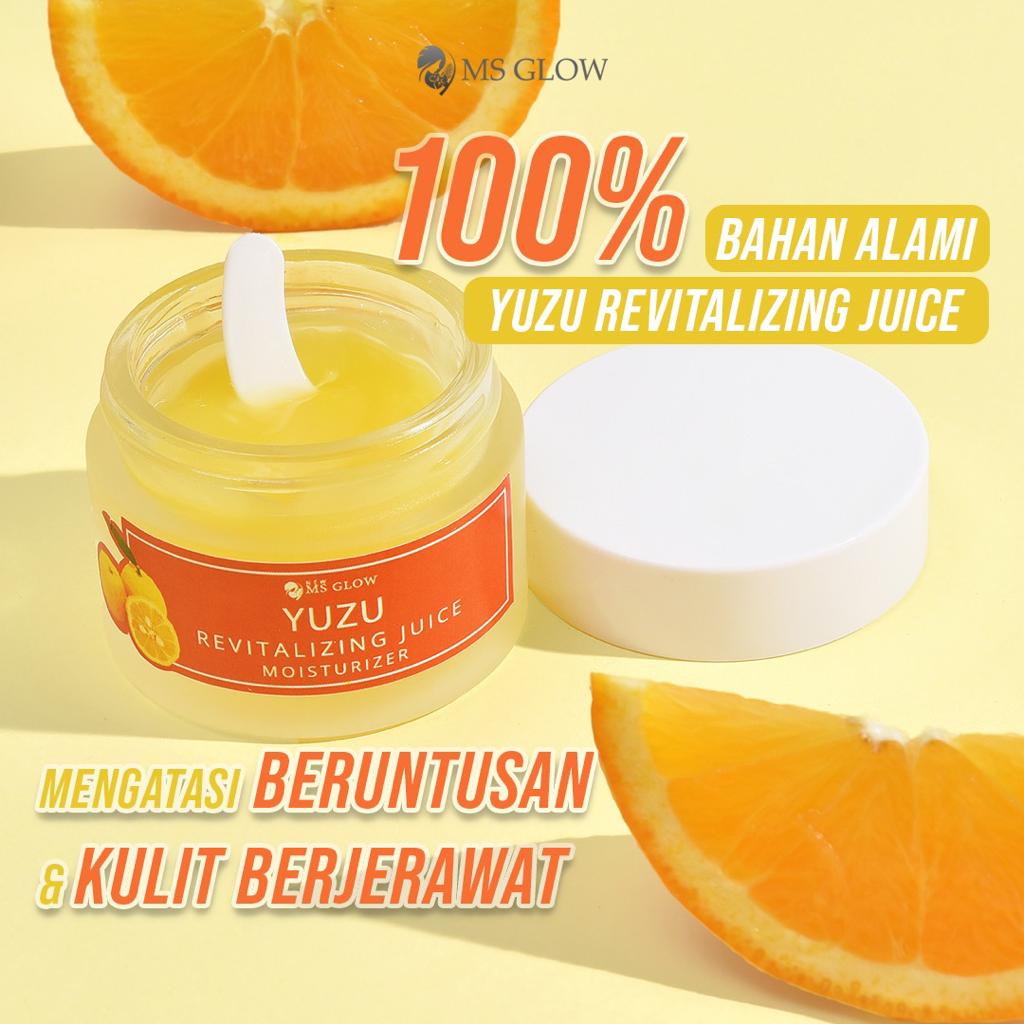 MS GLOW
100%
BAHAN ALAMI
YUZU REVITALIZING JUICE
MS GLOW
YUZU
REVITALIZING JUICE
MOISTURIZER
MENGATASI BERUNTUSAN
& KULIT BERJERAWAT